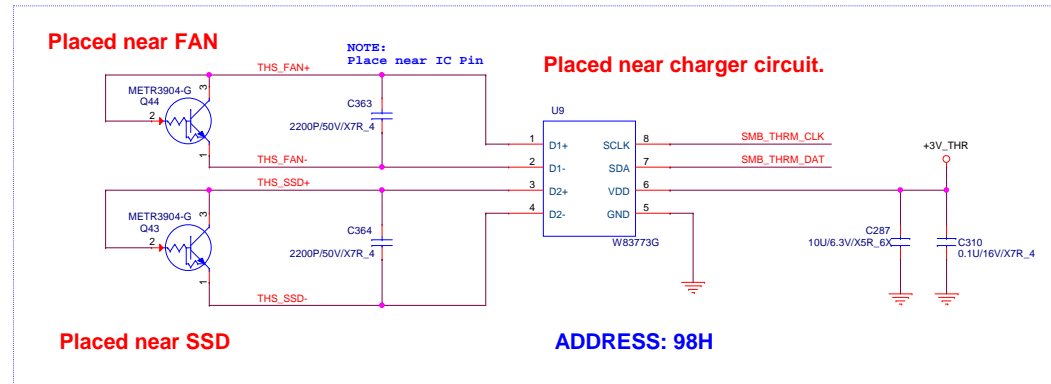 Placed near FAN
NOTE:
Place near IC Pin
Placed near charger circuit.
THS_FAN+
METR3904-G
Q44
3
2
1
C363
2200P/50V/X7R_4
THS_FAN-
THS_SSD+
METR3904-G
Q43
3
2
1
C364
2200P/50V/X7R_4
THS_SSD-
U9
1 D1+ SCLK 8 SMB_THRM_CLK
2 D1- SDA 7 SMB_THRM_DAT
3 D2+ VDD 6
4 D2- GND 5
W83773G
+3V_THR
C287
10U/6.3V/X5R_6X
C310
0.1U/16V/X7R_4
Placed near SSD
ADDRESS: 98H